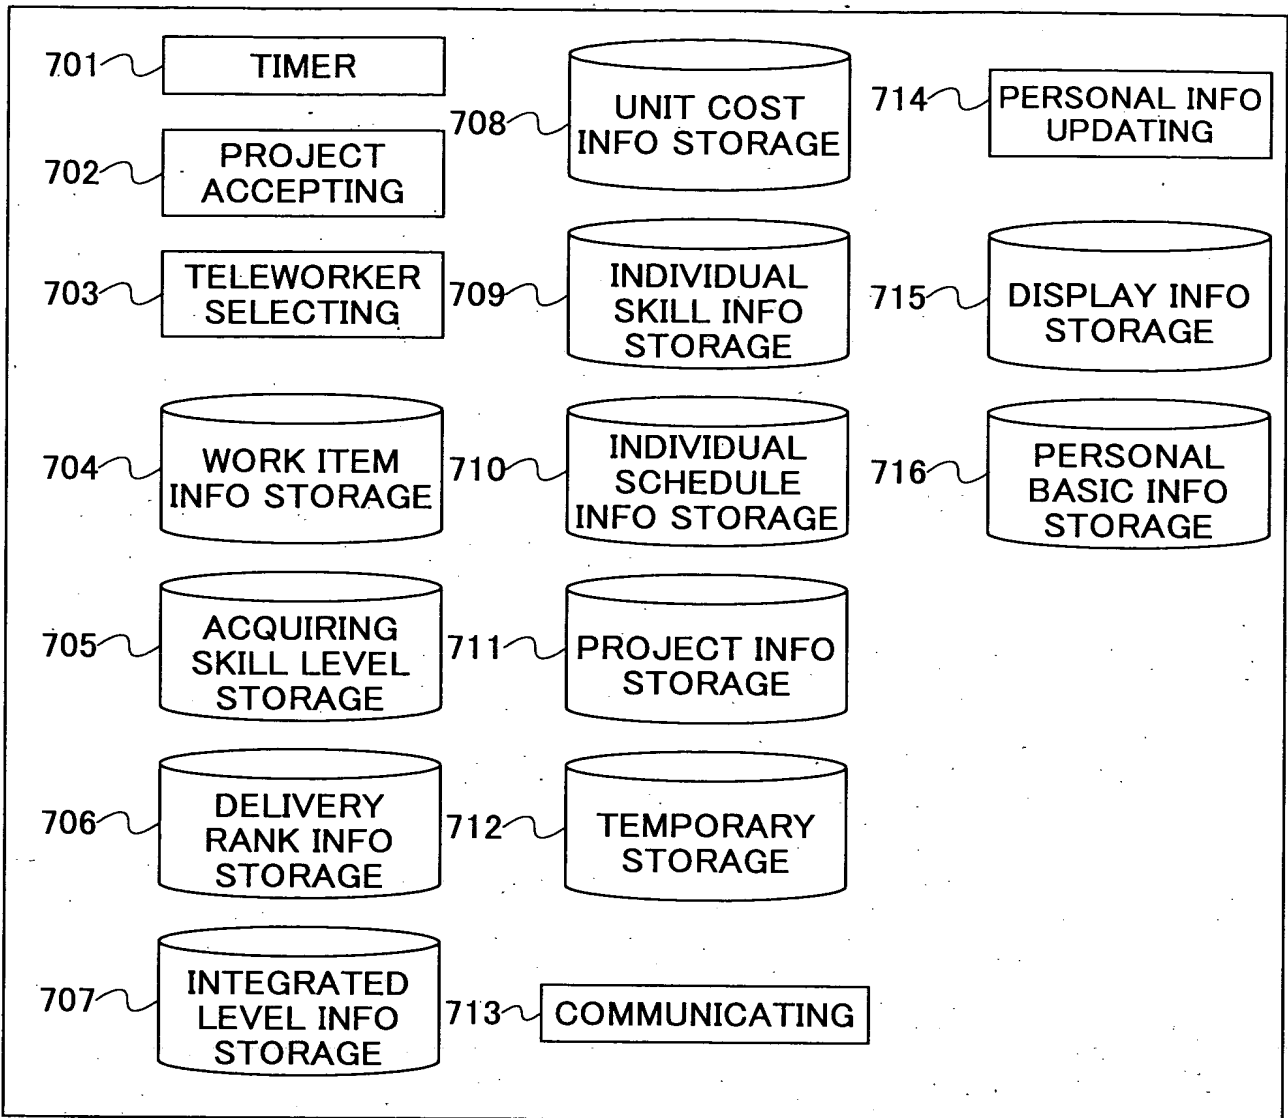 701
TIMER
702
PROJECT
ACCEPTING
703
TELEWORKER
SELECTING
704
WORK ITEM
INFO STORAGE
705
ACQUIRING
SKILL LEVEL
STORAGE
706
DELIVERY
RANK INFO
STORAGE
707
INTEGRATED
LEVEL INFO
STORAGE
708
UNIT COST
INFO STORAGE
709
INDIVIDUAL
SKILL INFO
STORAGE
710
INDIVIDUAL
SCHEDULE
INFO STORAGE
711
PROJECT INFO
STORAGE
712
TEMPORARY
STORAGE
713
COMMUNICATING
714
PERSONAL INFO
UPDATING
715
DISPLAY INFO
STORAGE
716
PERSONAL
BASIC INFO
STORAGE